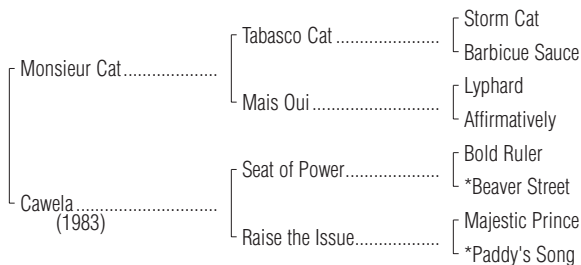 Storm Cat
Tabasco Cat
Barbicue Sauce
Monsieur Cat
Lyphard
Mais Oui
Affirmatively
Bold Ruler
Seat of Power
*Beaver Street
Cawela
(1983)
Majestic Prince
Raise the Issue
*Paddy's Song